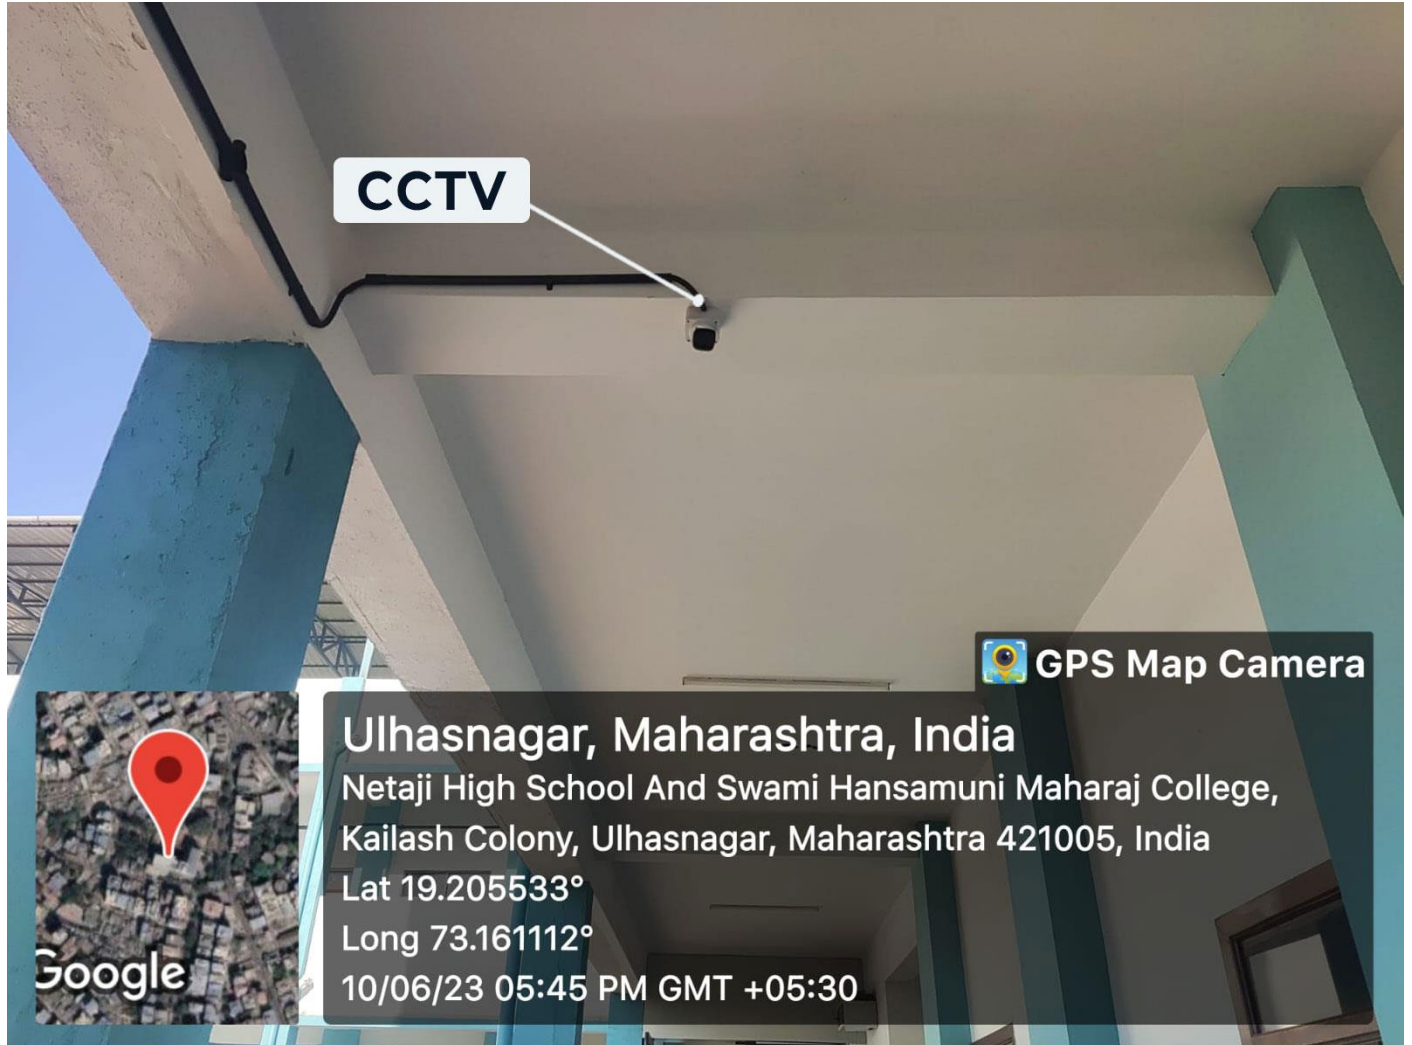 CCTV
GPS Map Camera
Ulhasnagar, Maharashtra, India
Netaji High School And Swami Hansamuni Maharaj College,
Kailash Colony, Ulhasnagar, Maharashtra 421005, India
Lat 19.205533°
Long 73.161112°
10/06/23 05:45 PM GMT +05:30
Google